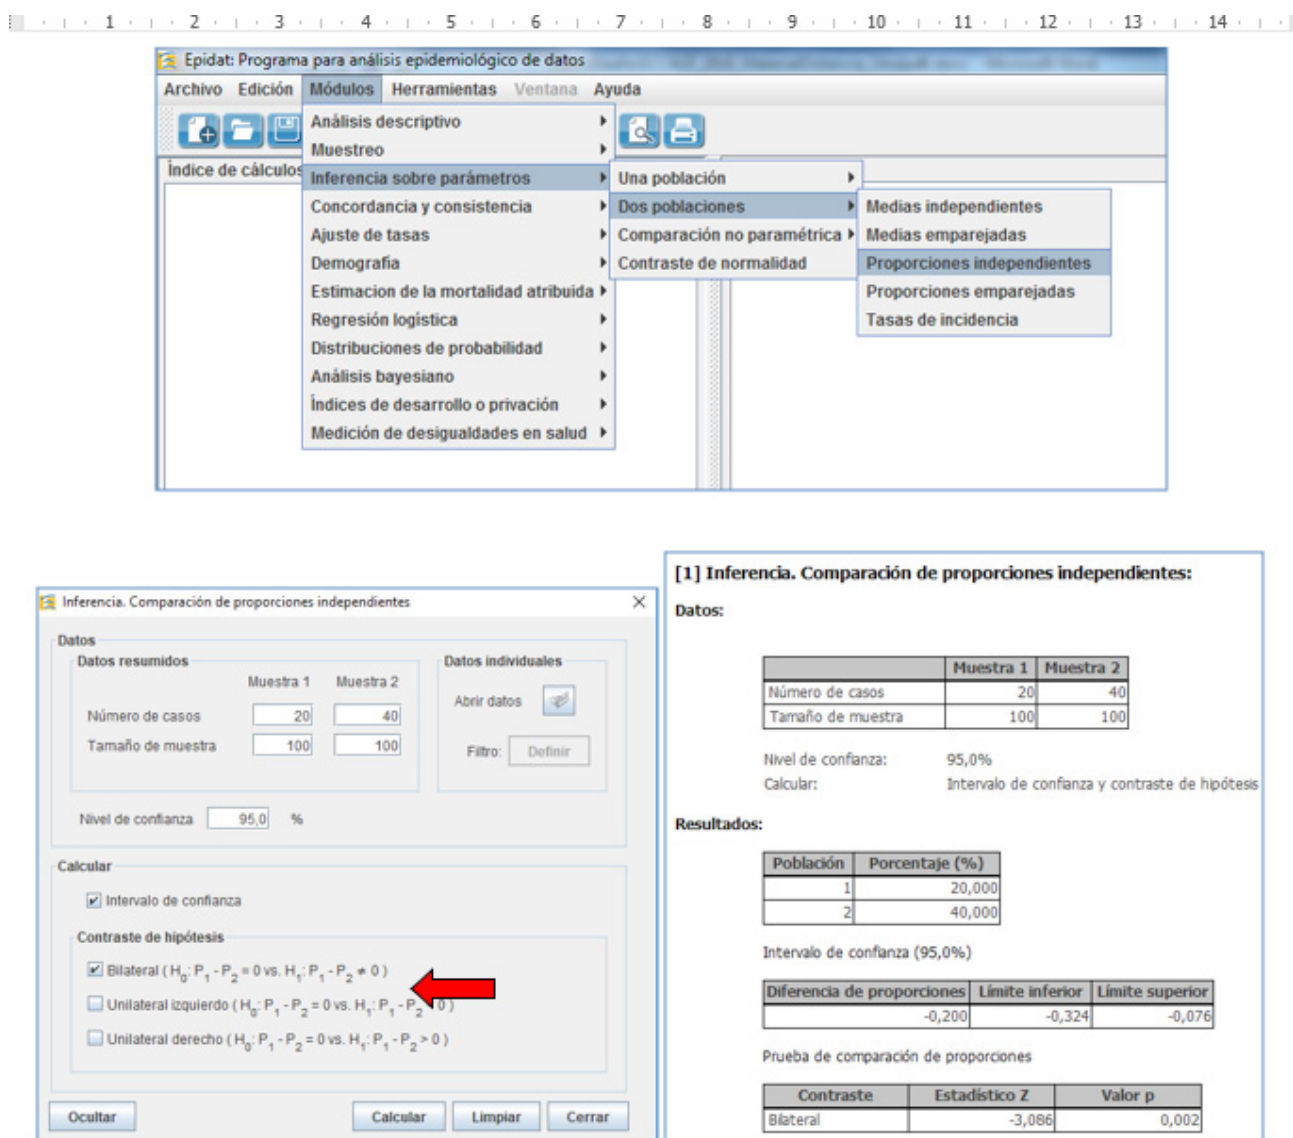 1 2 3 4 5 6 7 8 9 10 11 12 13 14
Epidat: Programa para análisis epidemiológico de datos
Archivo Edición Módulos Herramientas Ventana Ayuda
Análisis descriptivo
Muestreo
Índice de cálculos
Inferencia sobre parámetros
Concordancia y consistencia
Ajuste de tasas
Demografía
Estimacion de la mortalidad atribuida
Regresión logística
Distribuciones de probabilidad
Análisis bayesiano
Índices de desarrollo o privación
Medición de desigualdades en salud
Una población
Dos poblaciones
Comparación no paramétrica
Contraste de normalidad
Medias independientes
Medias emparejadas
Proporciones independientes
Proporciones emparejadas
Tasas de incidencia
Inferencia. Comparación de proporciones independientes
Datos
Datos resumidos
Muestra 1 Muestra 2
Número de casos 20 40
Tamaño de muestra 100 100
Datos individuales
Abrir datos
Filtro: Definir
Nivel de confianza 95,0 %
Calcular
Intervalo de confianza
Contraste de hipótesis
Bilateral ( H0: P1 - P2 = 0 vs. H1: P1 - P2 ≠ 0 )
Unilateral izquierdo ( H0: P1 - P2 = 0 vs. H1: P1 - P2 0 )
Unilateral derecho ( H0: P1 - P2 = 0 vs. H1: P1 - P2 > 0 )
Ocultar Calcular Limpiar Cerrar
[1] Inferencia. Comparación de proporciones independientes:
Datos:
Muestra 1 Muestra 2
Número de casos 20 40
Tamaño de muestra 100 100
Nivel de confianza: 95,0%
Calcular: Intervalo de confianza y contraste de hipótesis
Resultados:
Población Porcentaje (%)
1 20,000
2 40,000
Intervalo de confianza (95,0%)
Diferencia de proporciones Límite inferior Límite superior
-0,200 -0,324 -0,076
Prueba de comparación de proporciones
Contraste Estadístico Z Valor p
Bilateral -3,086 0,002